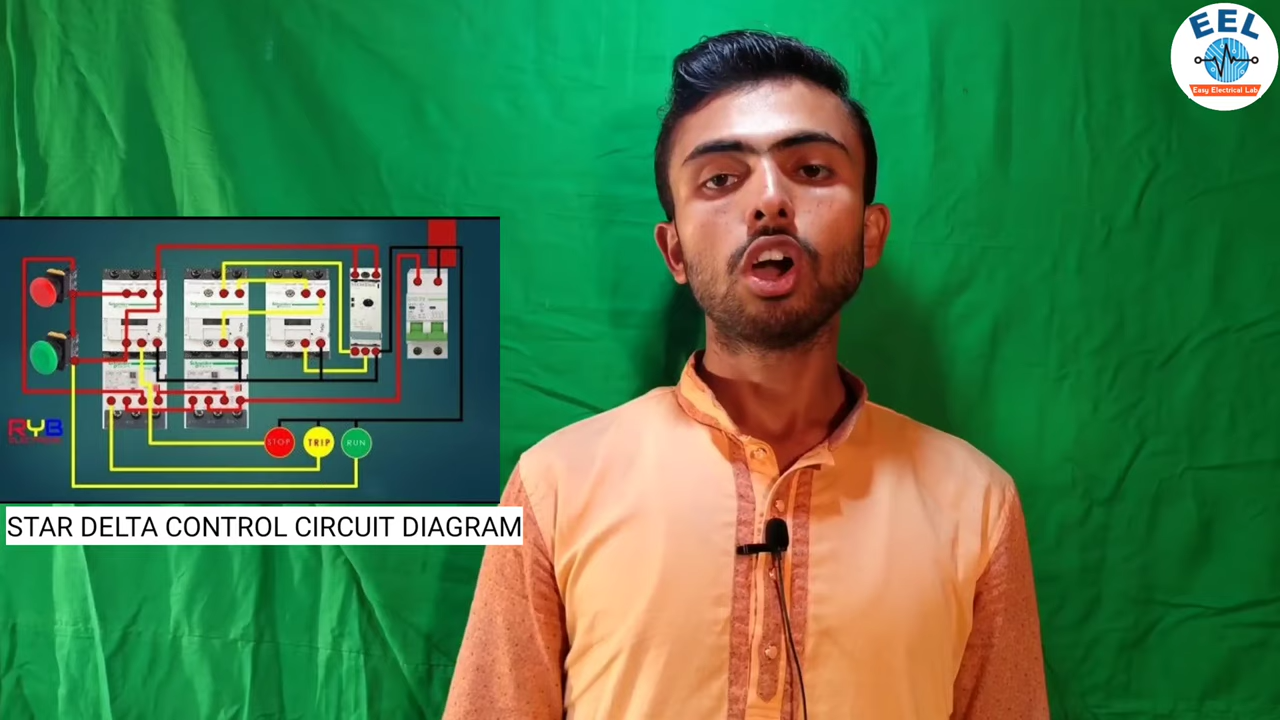 EEL
Easy Electrical Lab
RYB
STOP
TRIP
RUN
STAR DELTA CONTROL CIRCUIT DIAGRAM